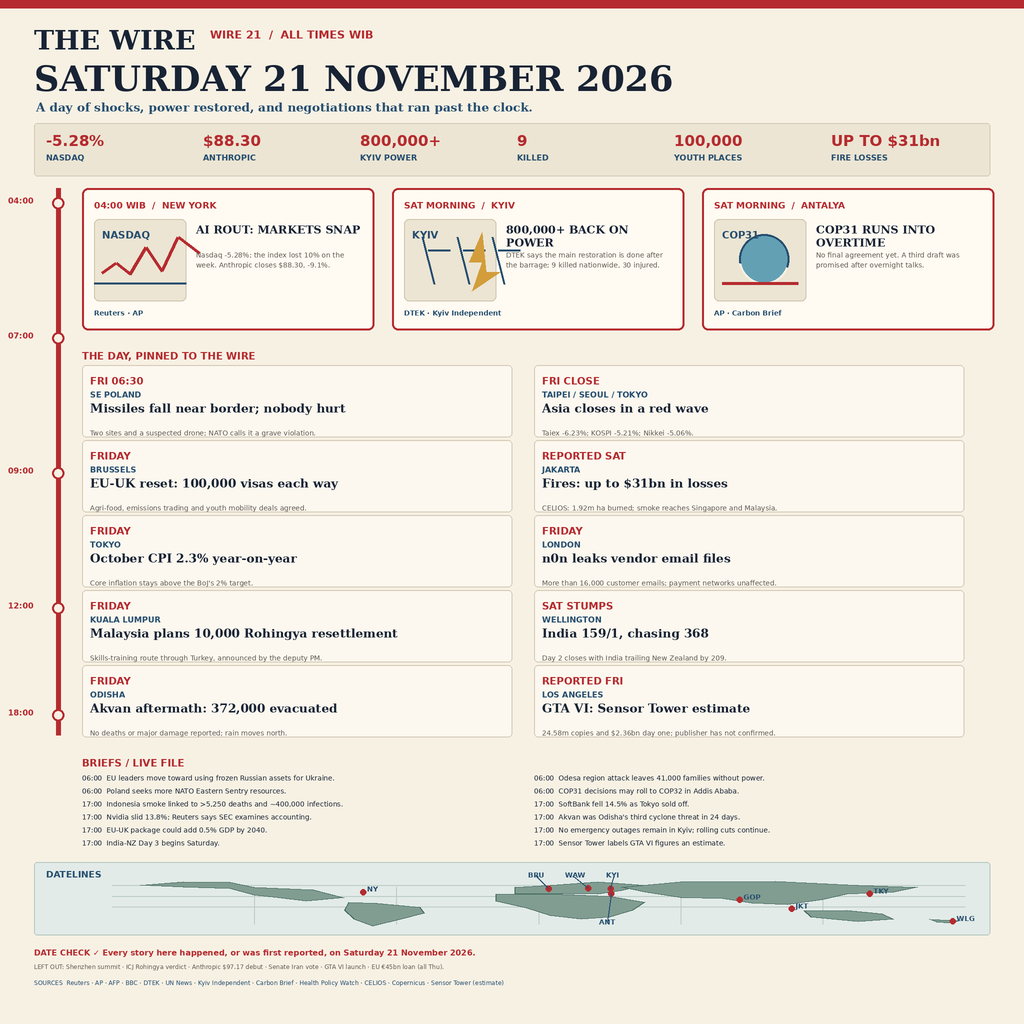 THE WIRE
WIRE 21 / ALL TIMES WIB
SATURDAY 21 NOVEMBER 2026
A day of shocks, power restored, and negotiations that ran past the clock.
-5.28%
NASDAQ
$88.30
ANTHROPIC
800,000+
KYIV POWER
9
KILLED
100,000
YOUTH PLACES
UP TO $31bn
FIRE LOSSES
04:00
07:00
09:00
12:00
18:00
04:00 WIB / NEW YORK
NASDAQ
AI ROUT: MARKETS SNAP
Nasdaq -5.28%; the index lost 10% on the
week. Anthropic closes $88.30, -9.1%.
Reuters · AP
SAT MORNING / KYIV
KYIV
800,000+ BACK ON
POWER
DTEK says the main restoration is done after
the barrage; 9 killed nationwide, 30 injured.
DTEK · Kyiv Independent
SAT MORNING / ANTALYA
COP31
COP31 RUNS INTO
OVERTIME
No final agreement yet. A third draft was
promised after overnight talks.
AP · Carbon Brief
THE DAY, PINNED TO THE WIRE
FRI 06:30
SE POLAND
Missiles fall near border; nobody hurt
Two sites and a suspected drone; NATO calls it a grave violation.
FRI CLOSE
TAIPEI / SEOUL / TOKYO
Asia closes in a red wave
Taiex -6.23%; KOSPI -5.21%; Nikkei -5.06%.
FRIDAY
BRUSSELS
EU-UK reset: 100,000 visas each way
Agri-food, emissions trading and youth mobility deals agreed.
REPORTED SAT
JAKARTA
Fires: up to $31bn in losses
CELIOS: 1.92m ha burned; smoke reaches Singapore and Malaysia.
FRIDAY
TOKYO
October CPI 2.3% year-on-year
Core inflation stays above the BoJ's 2% target.
FRIDAY
LONDON
n0n leaks vendor email files
More than 16,000 customer emails; payment networks unaffected.
FRIDAY
KUALA LUMPUR
Malaysia plans 10,000 Rohingya resettlement
Skills-training route through Turkey, announced by the deputy PM.
SAT STUMPS
WELLINGTON
India 159/1, chasing 368
Day 2 closes with India trailing New Zealand by 209.
FRIDAY
ODISHA
Akvan aftermath: 372,000 evacuated
No deaths or major damage reported; rain moves north.
REPORTED FRI
LOS ANGELES
GTA VI: Sensor Tower estimate
24.58m copies and $2.36bn day one; publisher has not confirmed.
BRIEFS / LIVE FILE
06:00 EU leaders move toward using frozen Russian assets for Ukraine.
06:00 Poland seeks more NATO Eastern Sentry resources.
17:00 Indonesia smoke linked to >5,250 deaths and ~400,000 infections.
17:00 Nvidia slid 13.8%; Reuters says SEC examines accounting.
17:00 EU-UK package could add 0.5% GDP by 2040.
17:00 India-NZ Day 3 begins Saturday.
06:00 Odesa region attack leaves 41,000 families without power.
06:00 COP31 decisions may roll to COP32 in Addis Ababa.
17:00 SoftBank fell 14.5% as Tokyo sold off.
17:00 Akvan was Odisha's third cyclone threat in 24 days.
17:00 No emergency outages remain in Kyiv; rolling cuts continue.
17:00 Sensor Tower labels GTA VI figures an estimate.
DATELINES
NY
BRU
WAW
KYI
ANT
GOP
JKT
TKY
WLG
DATE CHECK ✓ Every story here happened, or was first reported, on Saturday 21 November 2026.
LEFT OUT: Shenzhen summit · ICJ Rohingya verdict · Anthropic $97.17 debut · Senate Iran vote · GTA VI launch · EU €45bn loan (all Thu).
SOURCES Reuters · AP · AFP · BBC · DTEK · UN News · Kyiv Independent · Carbon Brief · Health Policy Watch · CELIOS · Copernicus · Sensor Tower (estimate)